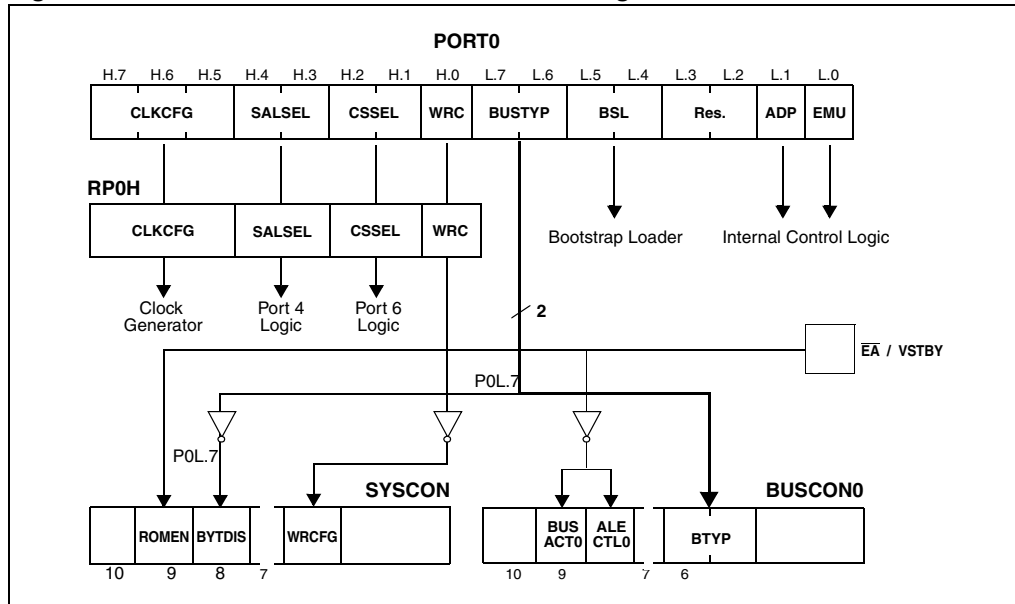 PORT0
H.7 H.6 H.5 H.4 H.3 H.2 H.1 H.0 L.7 L.6 L.5 L.4 L.3 L.2 L.1 L.0
CLKCFG SALSEL CSSEL WRC BUSTYP BSL Res. ADP EMU
RP0H
CLKCFG SALSEL CSSEL WRC
Bootstrap Loader Internal Control Logic
Clock Generator
Port 4 Logic
Port 6 Logic
2
EA / VSTBY
P0L.7
P0L.7
SYSCON BUSCON0
ROMEN BYTDIS WRCFG BUS ACT0 ALE CTL0 BTYP
10 9 8 7 10 9 7 6